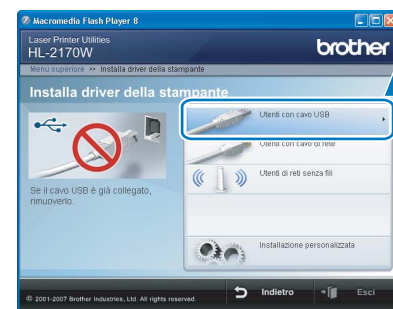 Macromedia Flash Player 8
Laser Printer Utilities
HL-2170W
brother
Menu superiore >> Installa driver della stampante
Installa driver della stampante
Utenti con cavo USB
Utenti con cavo di rete
Utenti di reti senza fili
Se il cavo USB è già collegato,
rimuoverlo.
Installazione personalizzata
© 2001-2007 Brother Industries, Ltd. All rights reserved.
Indietro
Esci